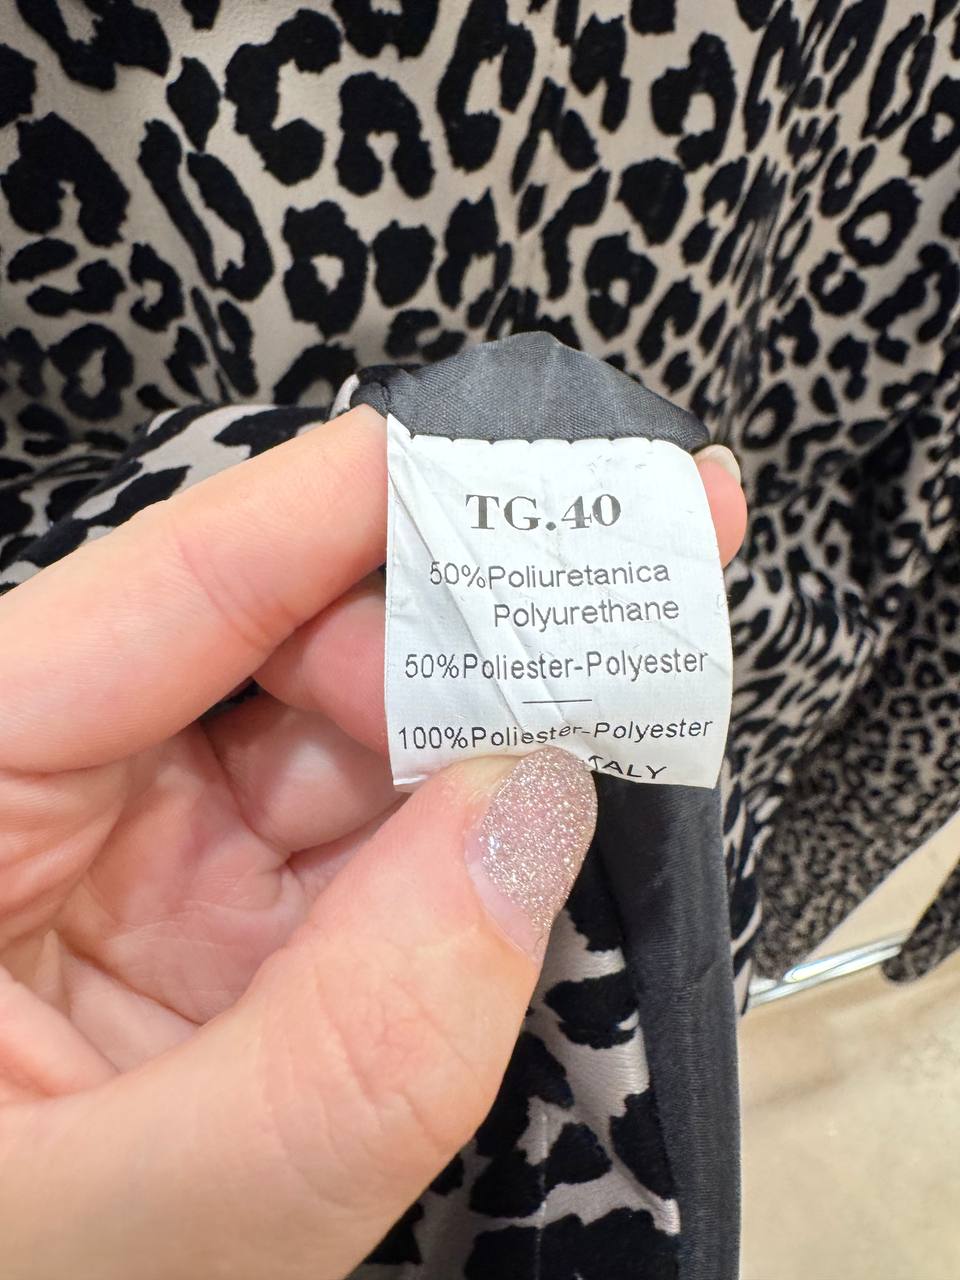 TG.40
50%Poliuretanica
Polyurethane
50%Poliester-Polyester
100%Poliester-Polyester